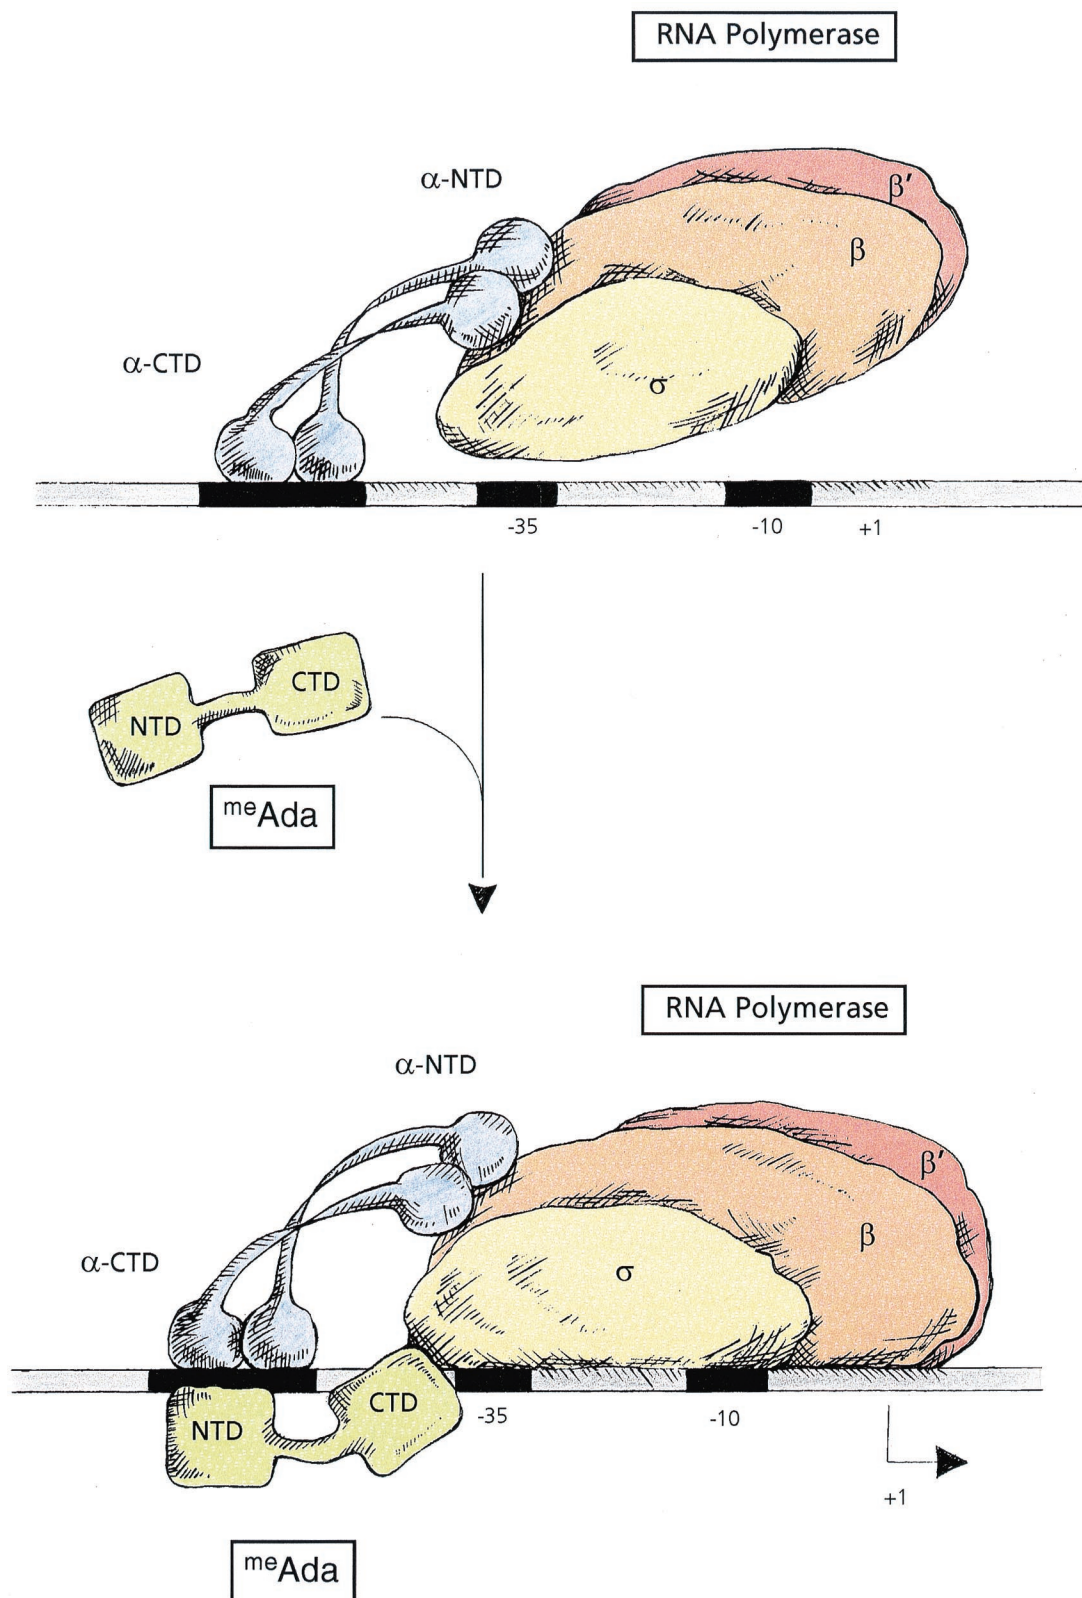 RNA Polymerase
α-NTD
β′
β
α-CTD
σ
-35
-10
+1
CTD
NTD
meAda
RNA Polymerase
α-NTD
β′
β
α-CTD
σ
CTD
NTD
-35
-10
+1
meAda